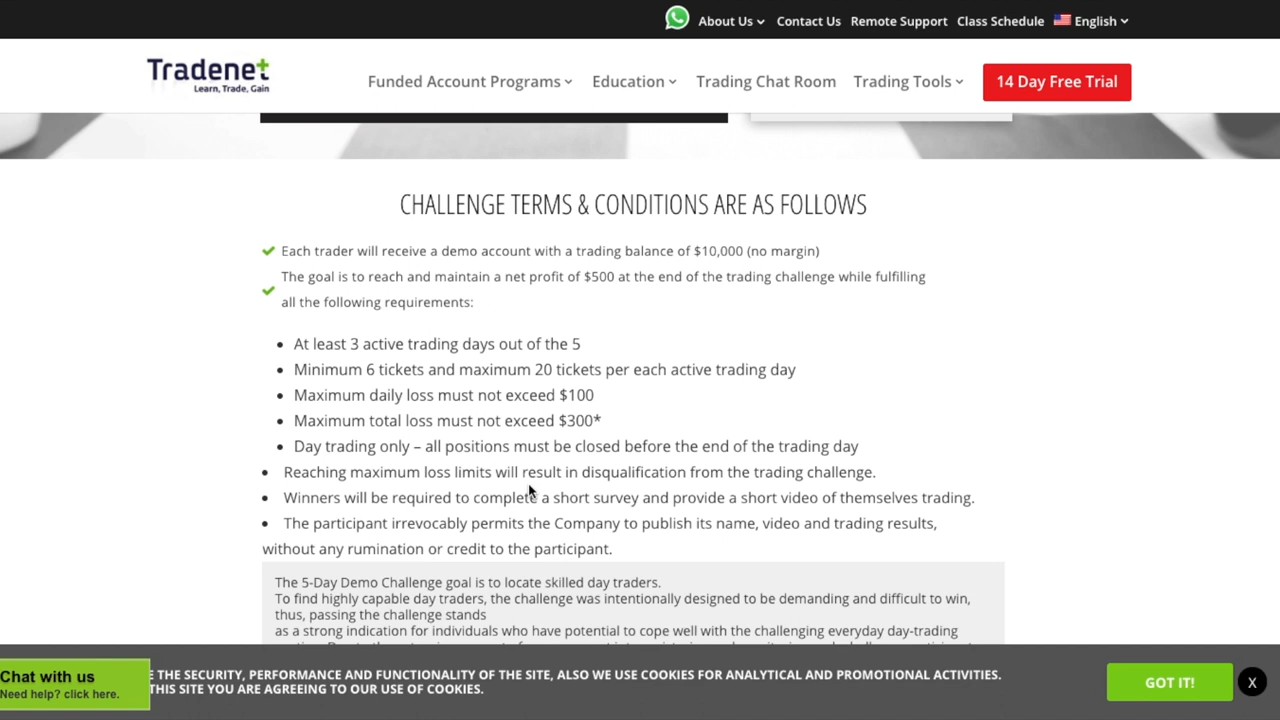 About Us
Contact Us
Remote Support
Class Schedule
English
Tradenet
Learn, Trade, Gain
Funded Account Programs
Education
Trading Chat Room
Trading Tools
14 Day Free Trial
CHALLENGE TERMS & CONDITIONS ARE AS FOLLOWS
Each trader will receive a demo account with a trading balance of $10,000 (no margin)
The goal is to reach and maintain a net profit of $500 at the end of the trading challenge while fulfilling
all the following requirements:
At least 3 active trading days out of the 5
Minimum 6 tickets and maximum 20 tickets per each active trading day
Maximum daily loss must not exceed $100
Maximum total loss must not exceed $300*
Day trading only – all positions must be closed before the end of the trading day
Reaching maximum loss limits will result in disqualification from the trading challenge.
Winners will be required to complete a short survey and provide a short video of themselves trading.
The participant irrevocably permits the Company to publish its name, video and trading results,
without any rumination or credit to the participant.
The 5-Day Demo Challenge goal is to locate skilled day traders.
To find highly capable day traders, the challenge was intentionally designed to be demanding and difficult to win,
thus, passing the challenge stands
as a strong indication for individuals who have potential to cope well with the challenging everyday day-trading
Chat with us
Need help? click here.
E THE SECURITY, PERFORMANCE AND FUNCTIONALITY OF THE SITE, ALSO WE USE COOKIES FOR ANALYTICAL AND PROMOTIONAL ACTIVITIES.
THIS SITE YOU ARE AGREEING TO OUR USE OF COOKIES.
GOT IT!
X